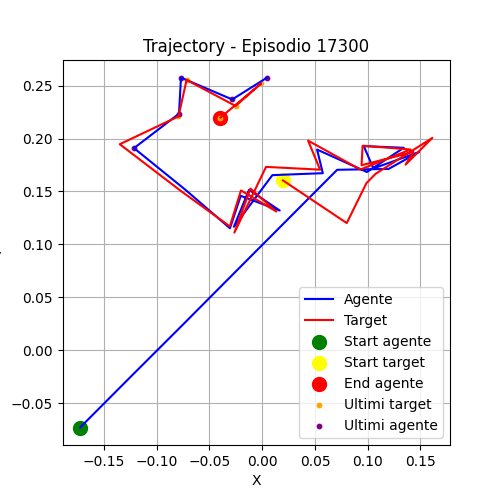 Trajectory - Episodio 17300
0.25
0.20
0.15
0.10
0.05
0.00
−0.05
−0.15 −0.10 −0.05 0.00 0.05 0.10 0.15
X
Agente
Target
Start agente
Start target
End agente
Ultimi target
Ultimi agente